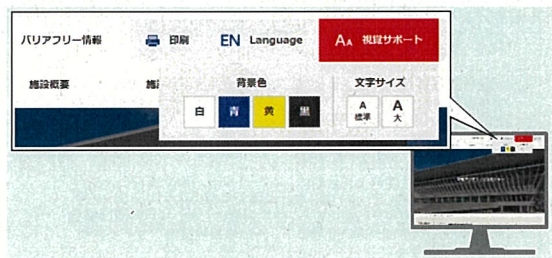 バリアフリー情報 印刷 EN Language AA 視覚サポート
施設概要 施
背景色 文字サイズ
白 青 黄 黒 A 標準 A 大